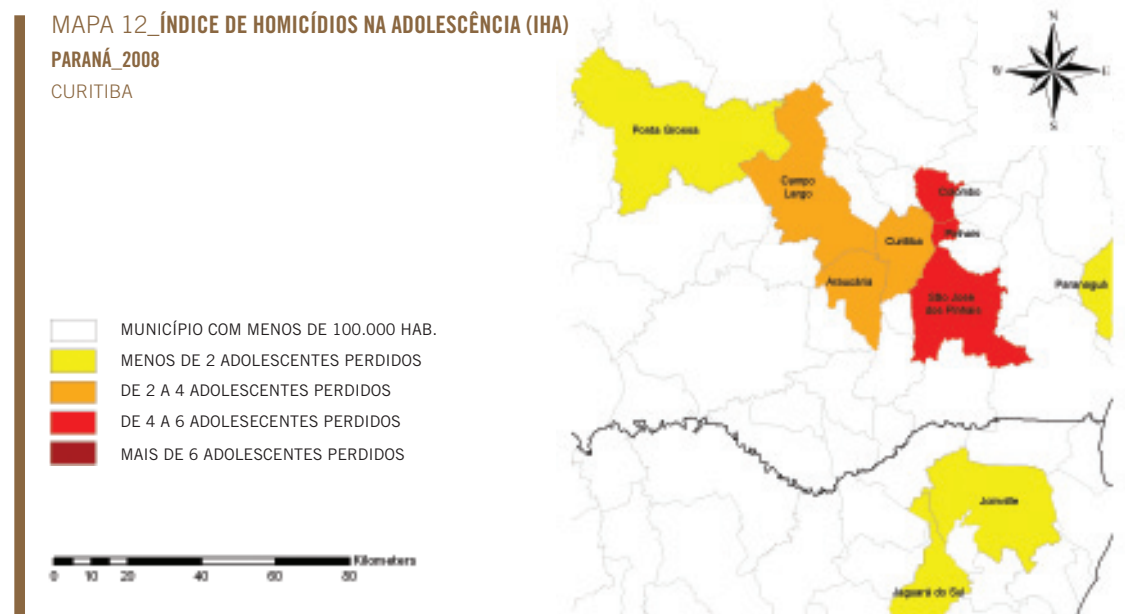 MAPA 12_ÍNDICE DE HOMICÍDIOS NA ADOLESCÊNCIA (IHA)
PARANÁ_2008
CURITIBA
N
W
E
S
Ponta Grossa
Campo
Largo
Colombo
Pinhais
Curitiba
Araucária
São José
dos Pinhais
Paranaguá
MUNICÍPIO COM MENOS DE 100.000 HAB.
MENOS DE 2 ADOLESCENTES PERDIDOS
DE 2 A 4 ADOLESCENTES PERDIDOS
DE 4 A 6 ADOLESECENTES PERDIDOS
MAIS DE 6 ADOLESCENTES PERDIDOS
Joinville
Jaguará do Sul
Kilometers
0 10 20 40 60 80